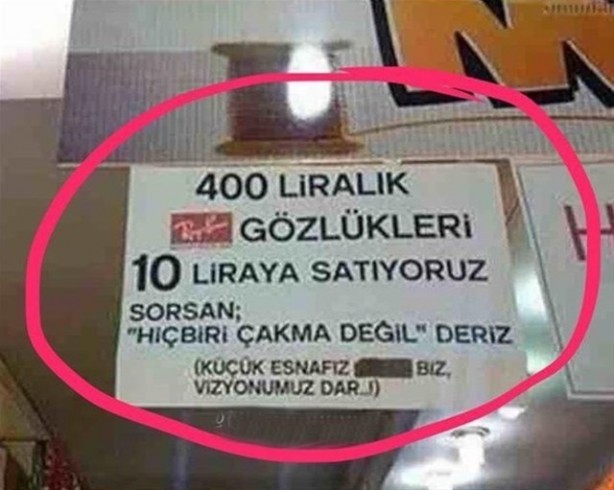 400 LİRALIK
Ray-Ban GÖZLÜKLERİ
10 LİRAYA SATIYORUZ
SORSAN;
"HİÇBİRİ ÇAKMA DEĞİL" DERİZ
(KÜÇÜK ESNAFIZ BİZ,
VİZYONUMUZ DAR..!)
H